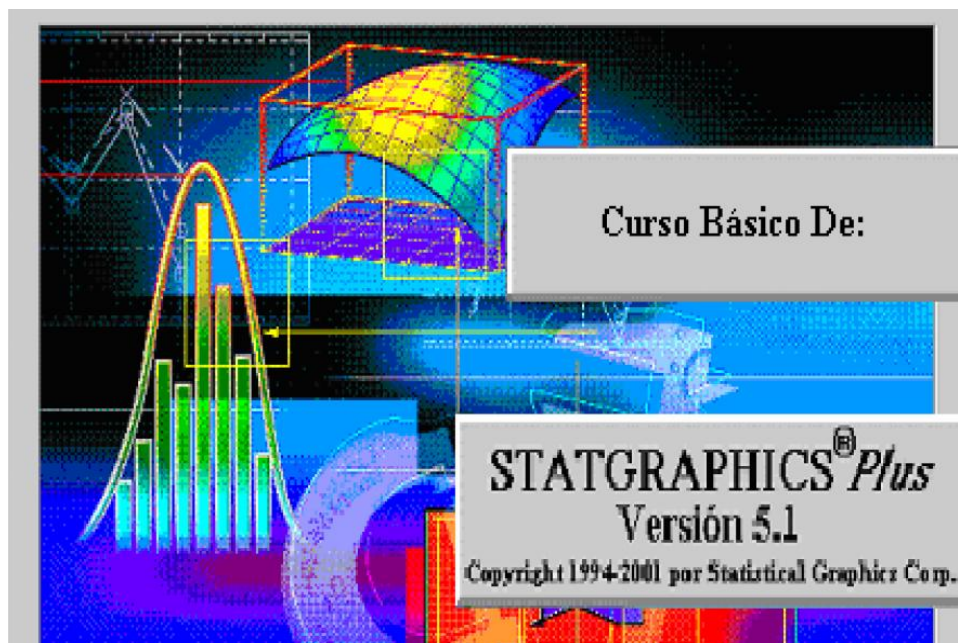 Curso Básico De:
STATGRAPHICS® Plus
Versión 5.1
Copyright 1994-2001 por Statistical Graphics Corp.